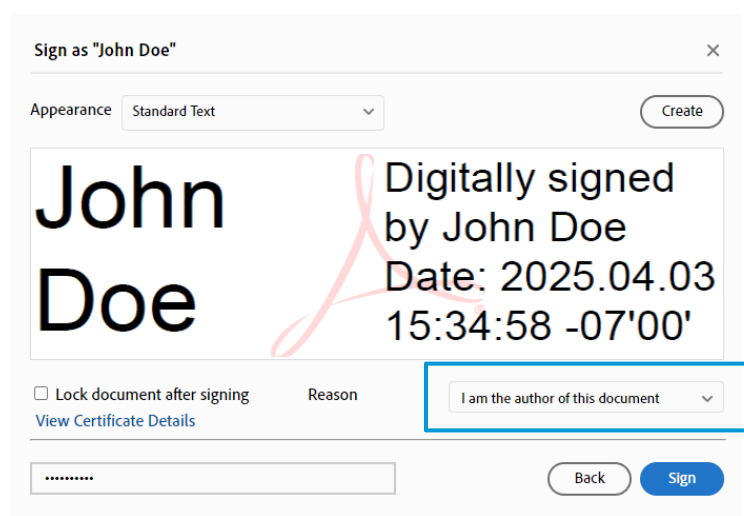 Sign as "John Doe"
Appearance Standard Text Create
John
Doe
Digitally signed
by John Doe
Date: 2025.04.03
15:34:58 -07'00'
Lock document after signing Reason I am the author of this document
View Certificate Details
••••••••••
Back Sign